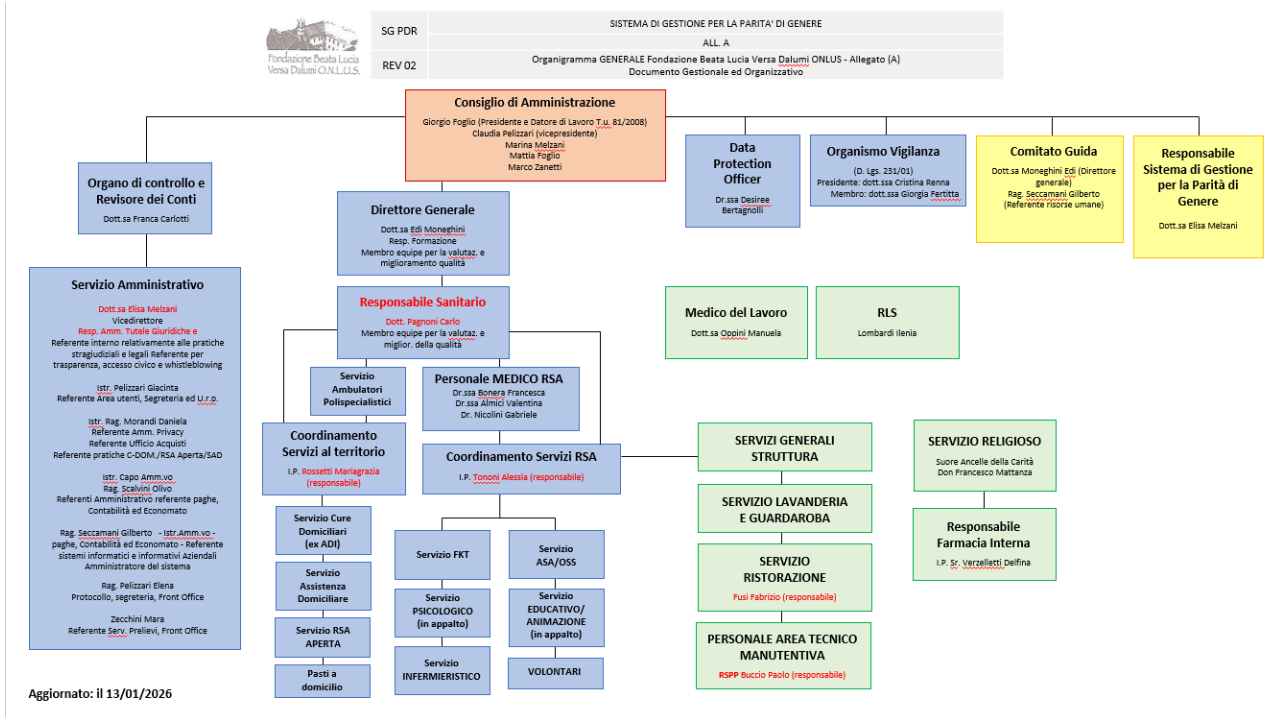 Fondazione Beata Lucia
Versa Dalumi O.N.L.U.S.
SG PDR
REV 02
SISTEMA DI GESTIONE PER LA PARITA' DI GENERE
ALL. A
Organigramma GENERALE Fondazione Beata Lucia Versa Dalumi ONLUS - Allegato (A)
Documento Gestionale ed Organizzativo
Consiglio di Amministrazione
Giorgio Foglio (Presidente e Datore di Lavoro T.u. 81/2008)
Claudia Pelizzari (vicepresidente)
Marina Melzani
Mattia Foglio
Marco Zanetti
Organo di controllo e
Revisore dei Conti
Dott.sa Franca Carlotti
Direttore Generale
Dott.sa Edi Moneghini
Resp. Formazione
Membro equipe per la valutaz. e
miglioramento qualità
Data
Protection
Officer
Dr.ssa Desiree
Bertagnolli
Organismo Vigilanza
(D. Lgs. 231/01)
Presidente: dott.ssa Cristina Renna
Membro: dott.ssa Giorgia Fertitta
Comitato Guida
Dott.sa Moneghini Edi (Direttore
generale)
Rag. Seccamani Gilberto
(Referente risorse umane)
Responsabile
Sistema di Gestione
per la Parità di
Genere
Dott.sa Elisa Melzani
Servizio Amministrativo
Dott.sa Elisa Melzani
Vicedirettore
Resp. Amm. Tutele Giuridiche e
Referente interno relativamente alle pratiche
stragiudiziali e legali Referente per
trasparenza, accesso civico e whistleblowing
Istr. Pelizzari Giacinta
Referente Area utenti, Segreteria ed U.r.p.
Istr. Rag. Morandi Daniela
Referente Amm. Privacy
Referente Ufficio Acquisti
Referente pratiche C-DOM./RSA Aperta/SAD
Istr. Capo Amm.vo
Rag. Scalvini Olivo
Referenti Amministrativo referente paghe,
Contabilità ed Economato
Rag. Seccamani Gilberto - Istr.Amm.vo -
paghe, Contabilità ed Economato - Referente
sistemi informatici e informativi Aziendali
Amministratore del sistema
Rag. Pelizzari Elena
Protocollo, segreteria, Front Office
Zecchini Mara
Referente Serv. Prelievi, Front Office
Responsabile Sanitario
Dott. Pagnoni Carlo
Membro equipe per la valutaz. e
miglior. della qualità
Medico del Lavoro
Dott.sa Oppini Manuela
RLS
Lombardi Ilenia
Servizio
Ambulatori
Polispecialistici
Personale MEDICO RSA
Dr.ssa Bonera Francesca
Dr.ssa Almici Valentina
Dr. Nicolini Gabriele
Coordinamento
Servizi al territorio
I.P. Rossetti Mariagrazia
(responsabile)
Coordinamento Servizi RSA
I.P. Tononi Alessia (responsabile)
Servizio Cure
Domiciliari
(ex ADI)
Servizio
Assistenza
Domiciliare
Servizio RSA
APERTA
Pasti a
domicilio
Servizio FKT
Servizio
PSICOLOGICO
(in appalto)
Servizio
INFERMIERISTICO
Servizio
ASA/OSS
Servizio
EDUCATIVO/
ANIMAZIONE
(in appalto)
VOLONTARI
SERVIZI GENERALI
STRUTTURA
SERVIZIO LAVANDERIA
E GUARDAROBA
SERVIZIO
RISTORAZIONE
Fusi Fabrizio (responsabile)
PERSONALE AREA TECNICO
MANUTENTIVA
RSPP Buccio Paolo (responsabile)
SERVIZIO RELIGIOSO
Suore Ancelle della Carità
Don Francesco Mattanza
Responsabile
Farmacia Interna
I.P. Sr. Verzelletti Delfina
Aggiornato: il 13/01/2026